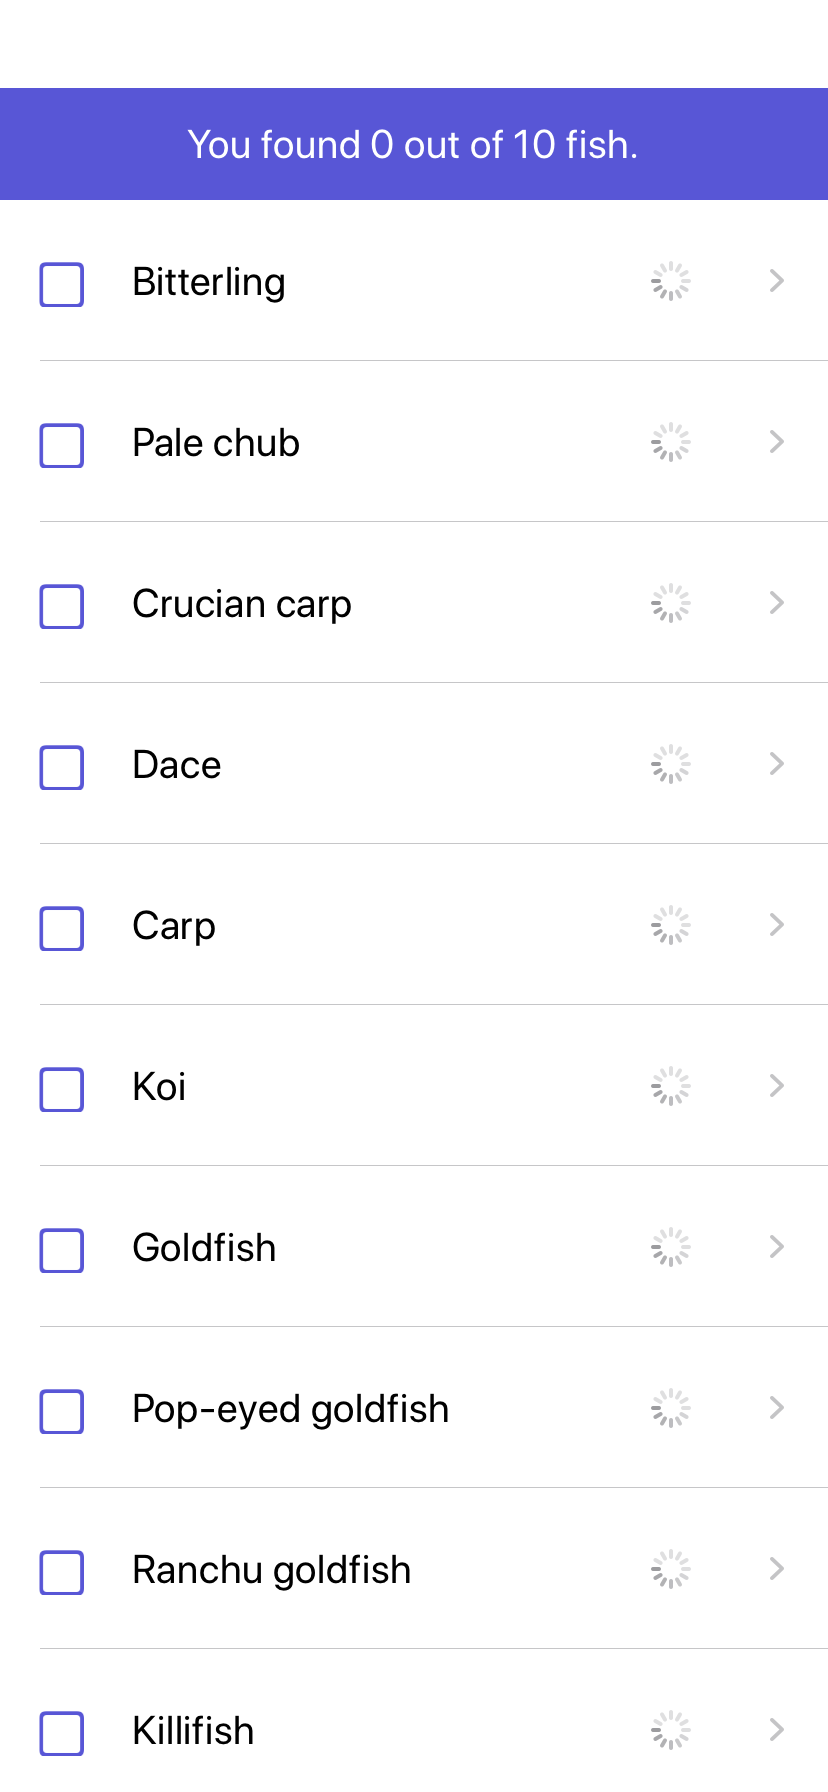 You found 0 out of 10 fish.
Bitterling
Pale chub
Crucian carp
Dace
Carp
Koi
Goldfish
Pop-eyed goldfish
Ranchu goldfish
Killifish